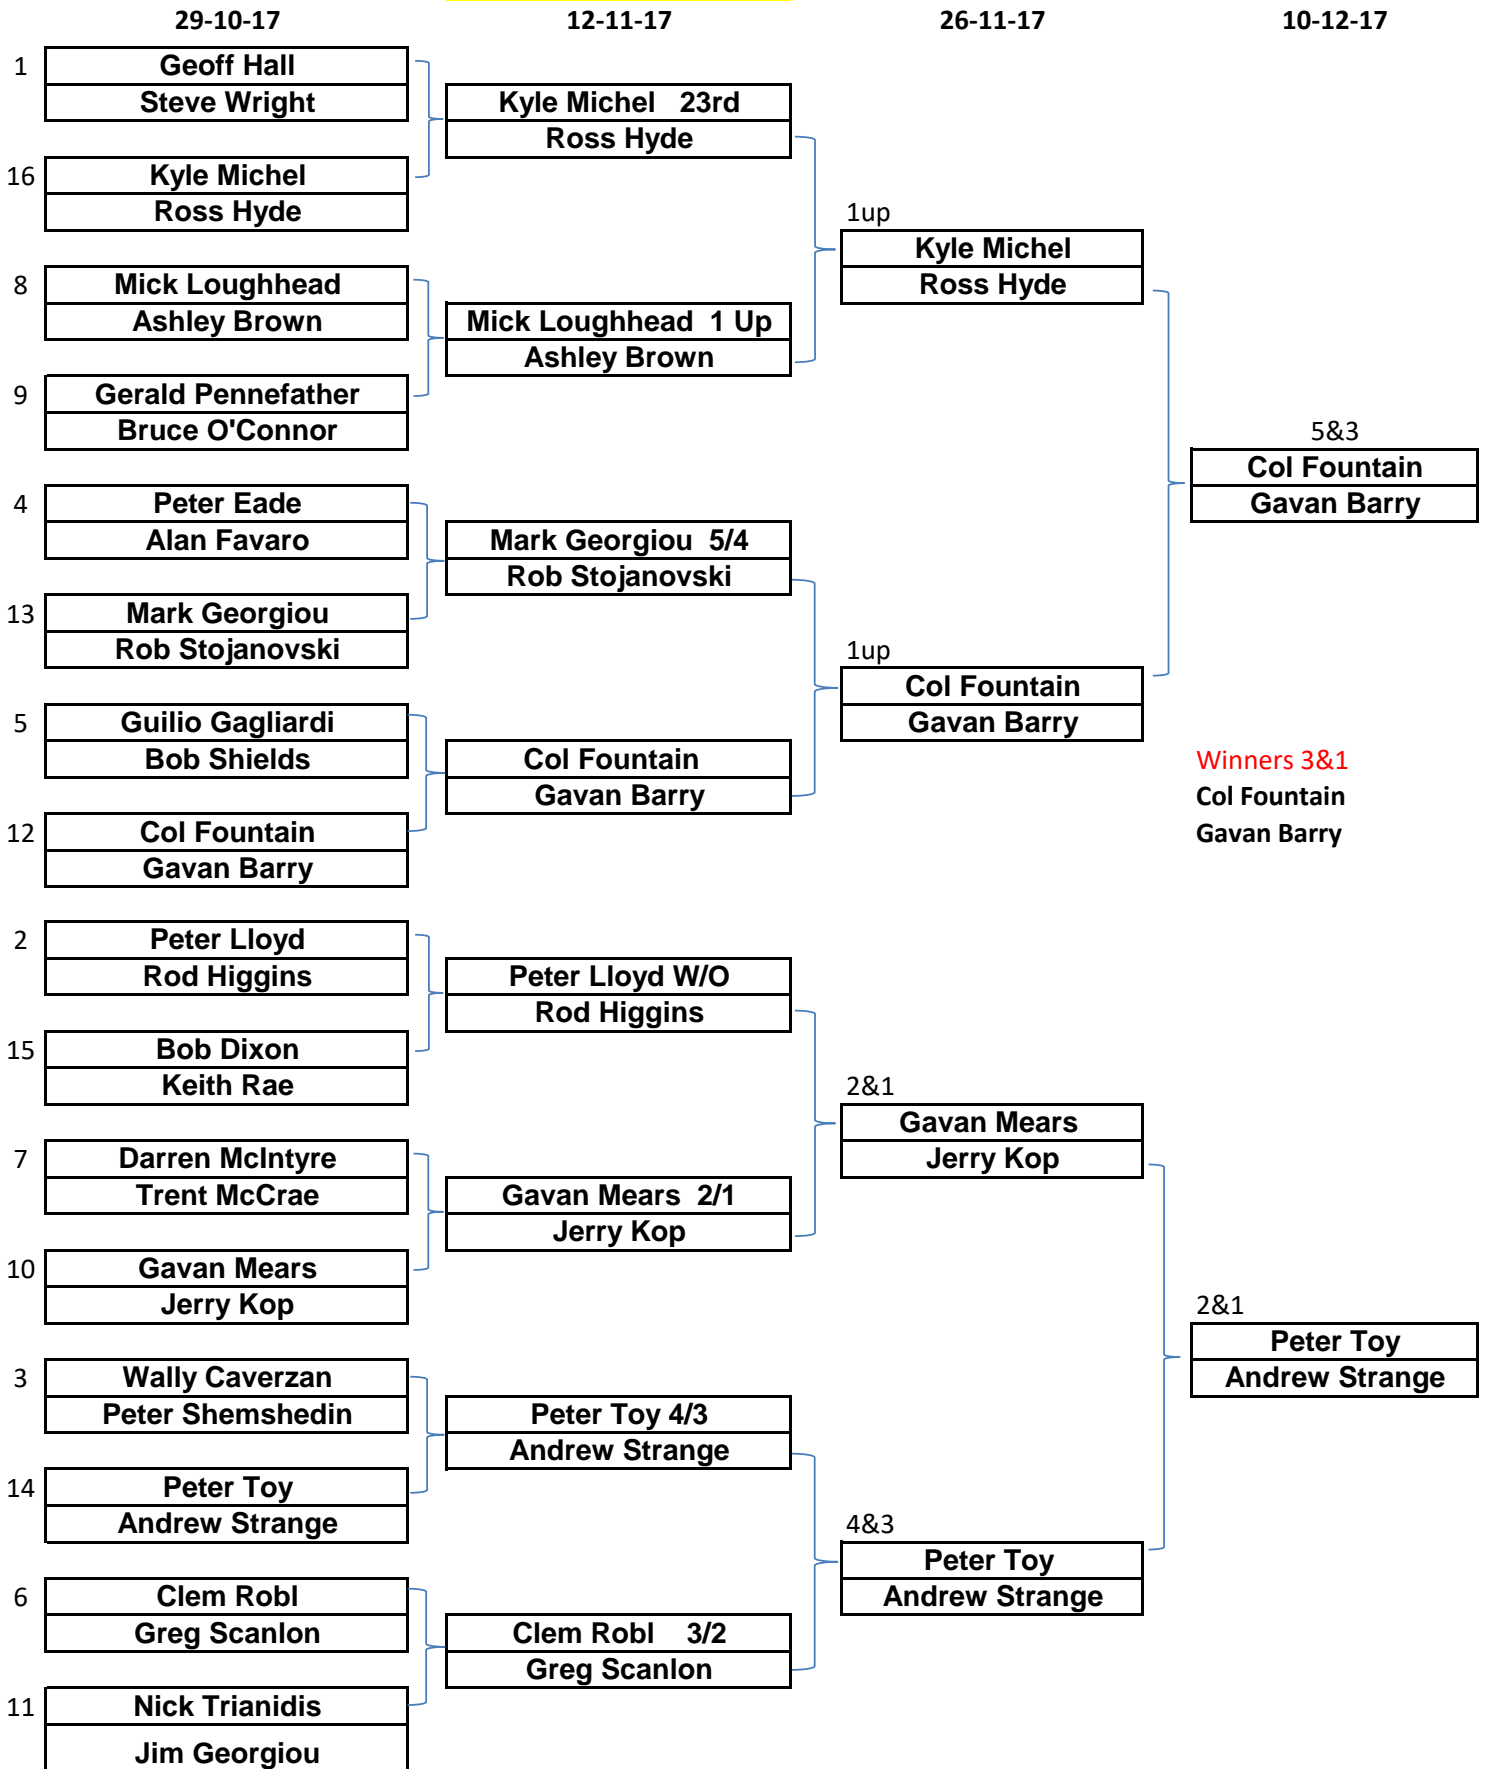 29-10-17 12-11-17 26-11-17 10-12-17
1 Geoff Hall
Steve Wright
16 Kyle Michel
Ross Hyde
8 Mick Loughhead
Ashley Brown
9 Gerald Pennefather
Bruce O'Connor
4 Peter Eade
Alan Favaro
13 Mark Georgiou
Rob Stojanovski
5 Guilio Gagliardi
Bob Shields
12 Col Fountain
Gavan Barry
2 Peter Lloyd
Rod Higgins
15 Bob Dixon
Keith Rae
7 Darren McIntyre
Trent McCrae
10 Gavan Mears
Jerry Kop
3 Wally Caverzan
Peter Shemshedin
14 Peter Toy
Andrew Strange
6 Clem Robl
Greg Scanlon
11 Nick Trianidis
Jim Georgiou
Kyle Michel 23rd
Ross Hyde
Mick Loughhead 1 Up
Ashley Brown
Mark Georgiou 5/4
Rob Stojanovski
Col Fountain
Gavan Barry
Peter Lloyd W/O
Rod Higgins
Gavan Mears 2/1
Jerry Kop
Peter Toy 4/3
Andrew Strange
Clem Robl 3/2
Greg Scanlon
1up
Kyle Michel
Ross Hyde
1up
Col Fountain
Gavan Barry
2&1
Gavan Mears
Jerry Kop
4&3
Peter Toy
Andrew Strange
5&3
Col Fountain
Gavan Barry
Winners 3&1
Col Fountain
Gavan Barry
2&1
Peter Toy
Andrew Strange